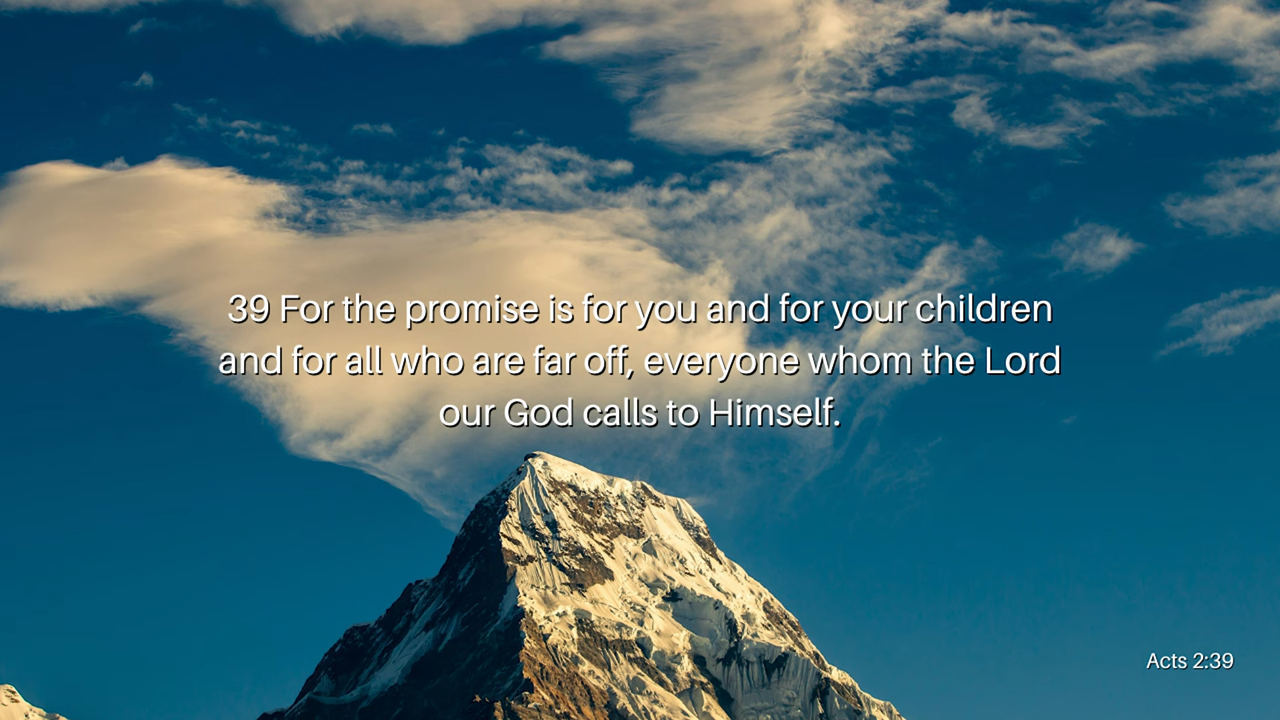 39 For the promise is for you and for your children
and for all who are far off, everyone whom the Lord
our God calls to Himself.
Acts 2:39